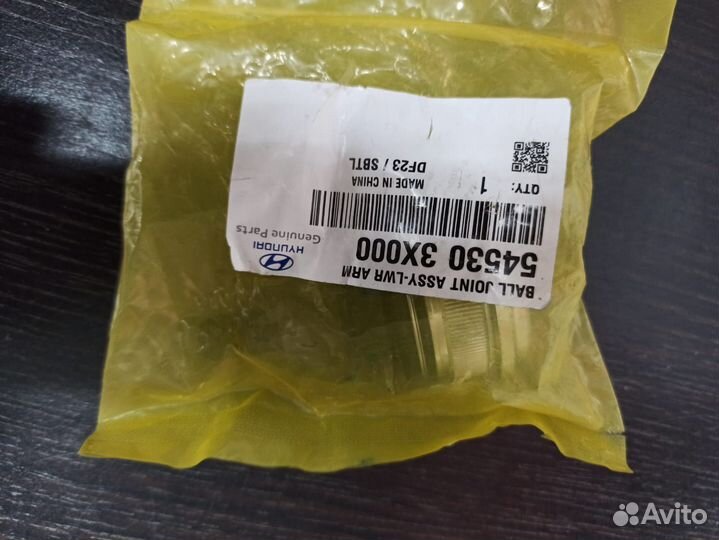 HYUNDAI
Genuine Parts
BALL JOINT ASSY-LWR ARM
54530 3X000
QTY: 1
MADE IN CHINA
DF23 / SBTL
Avito